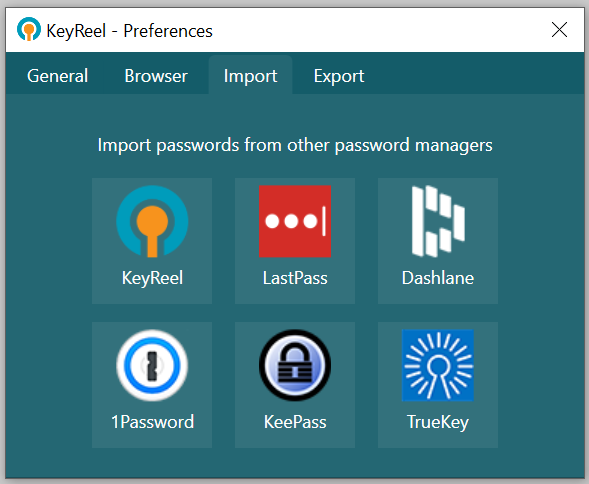 KeyReel - Preferences
General Browser Import Export
Import passwords from other password managers
KeyReel LastPass Dashlane
1Password KeePass TrueKey